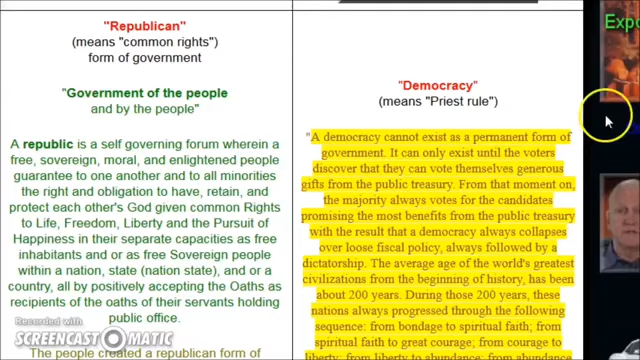 "Republican"
(means "common rights")
form of government
"Government of the people
and by the people"
A republic is a self governing forum wherein a
free, sovereign, moral, and enlightened people
guarantee to one another and to all minorities
the right and obligation to have, retain, and
protect each other's God given common Rights
to Life, Freedom, Liberty and the Pursuit of
Happiness in their separate capacities as free
inhabitants and or as free Sovereign people
within a nation, state (nation state), and or a
country, all by positively accepting the Oaths as
recipients of the oaths of their servants holding
public office.
The people created a republican form of
"Democracy"
(means "Priest rule")
"A democracy cannot exist as a permanent form of
government. It can only exist until the voters
discover that they can vote themselves generous
gifts from the public treasury. From that moment on,
the majority always votes for the candidates
promising the most benefits from the public treasury
with the result that a democracy always collapses
over loose fiscal policy, always followed by a
dictatorship. The average age of the world's greatest
civilizations from the beginning of history, has been
about 200 years. During those 200 years, these
nations always progressed through the following
sequence: from bondage to spiritual faith; from
spiritual faith to great courage; from courage to
liberty; from liberty to abundance; from abundance
Expo
Recorded with
SCREENCAST MATIC